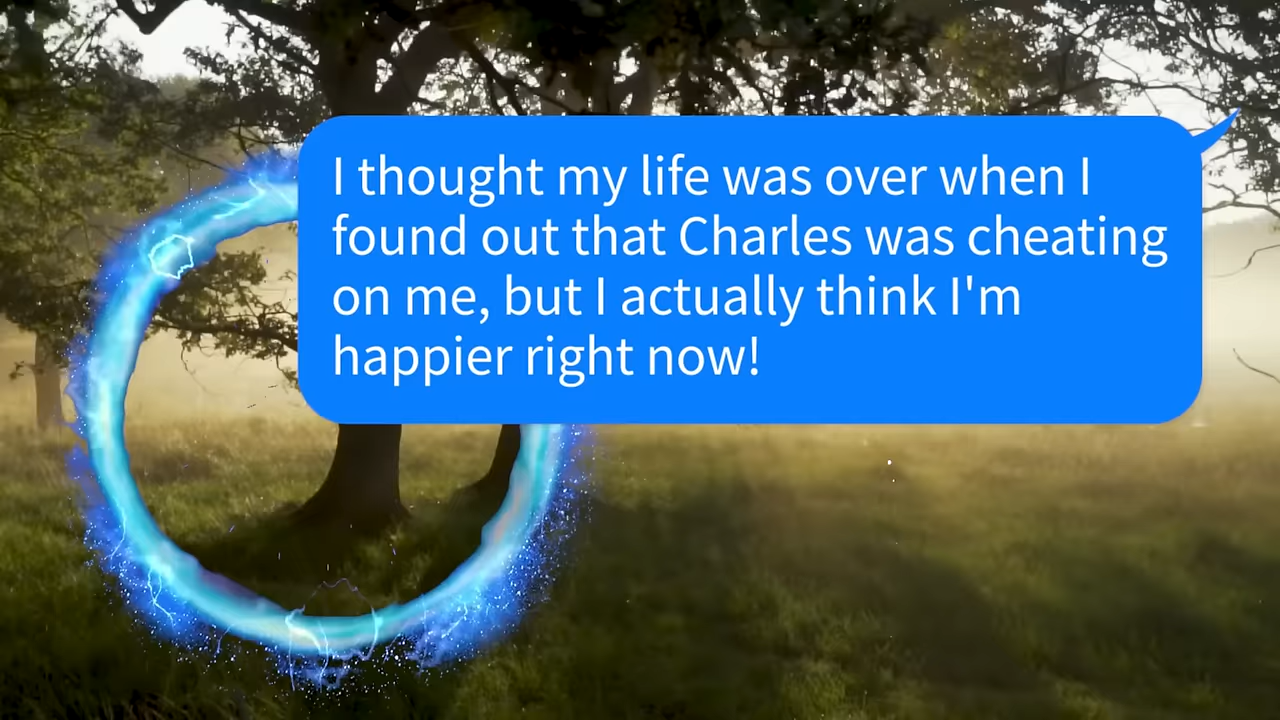 I thought my life was over when I
found out that Charles was cheating
on me, but I actually think I'm
happier right now!